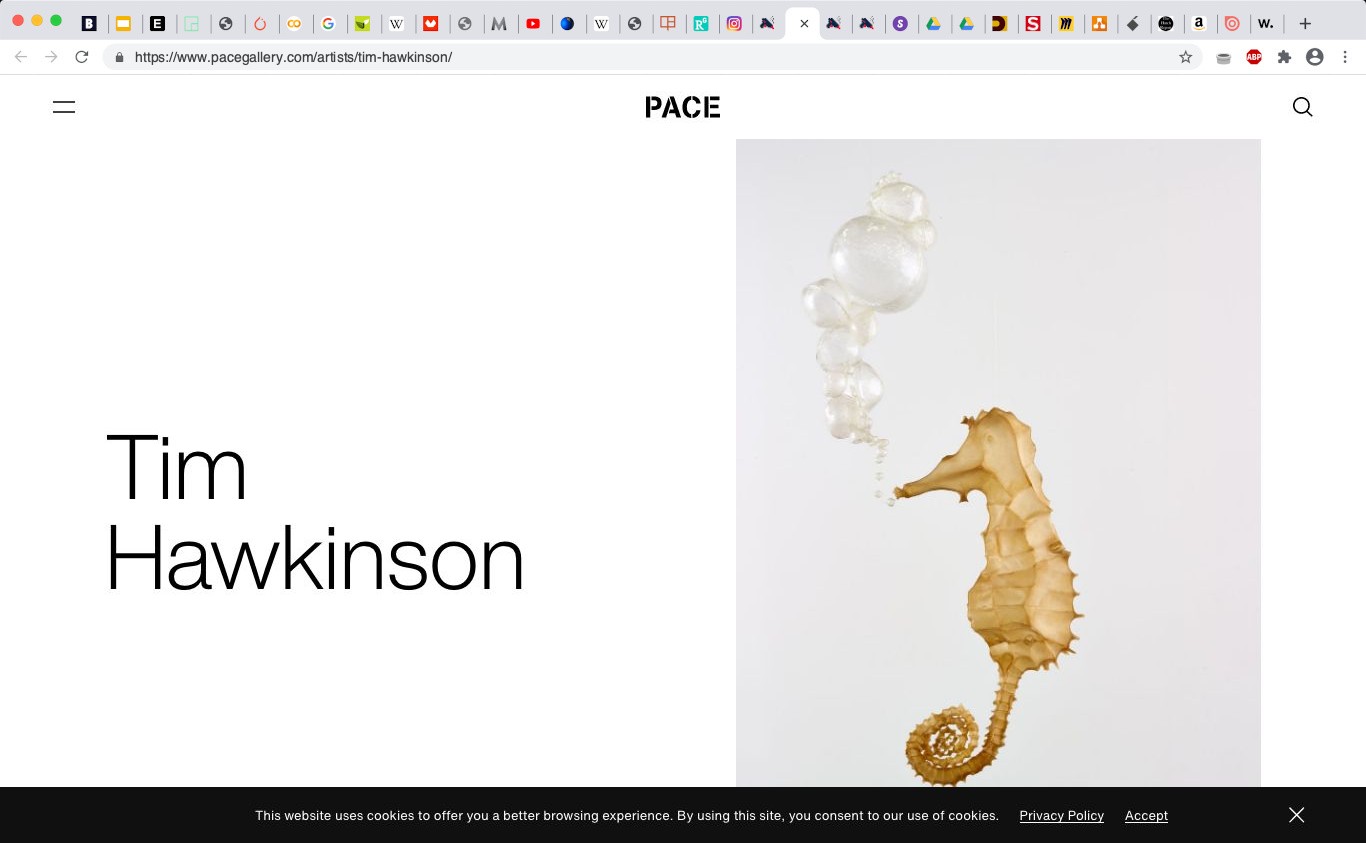 https://www.pacegallery.com/artists/tim-hawkinson/
ABP
PACE
Tim
Hawkinson
This website uses cookies to offer you a better browsing experience. By using this site, you consent to our use of cookies. Privacy Policy Accept